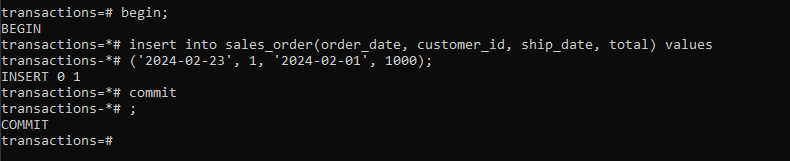 transactions=# begin;
BEGIN
transactions=*# insert into sales_order(order_date, customer_id, ship_date, total) values
transactions-*# ('2024-02-23', 1, '2024-02-01', 1000);
INSERT 0 1
transactions=*# commit
transactions-*# ;
COMMIT
transactions=#